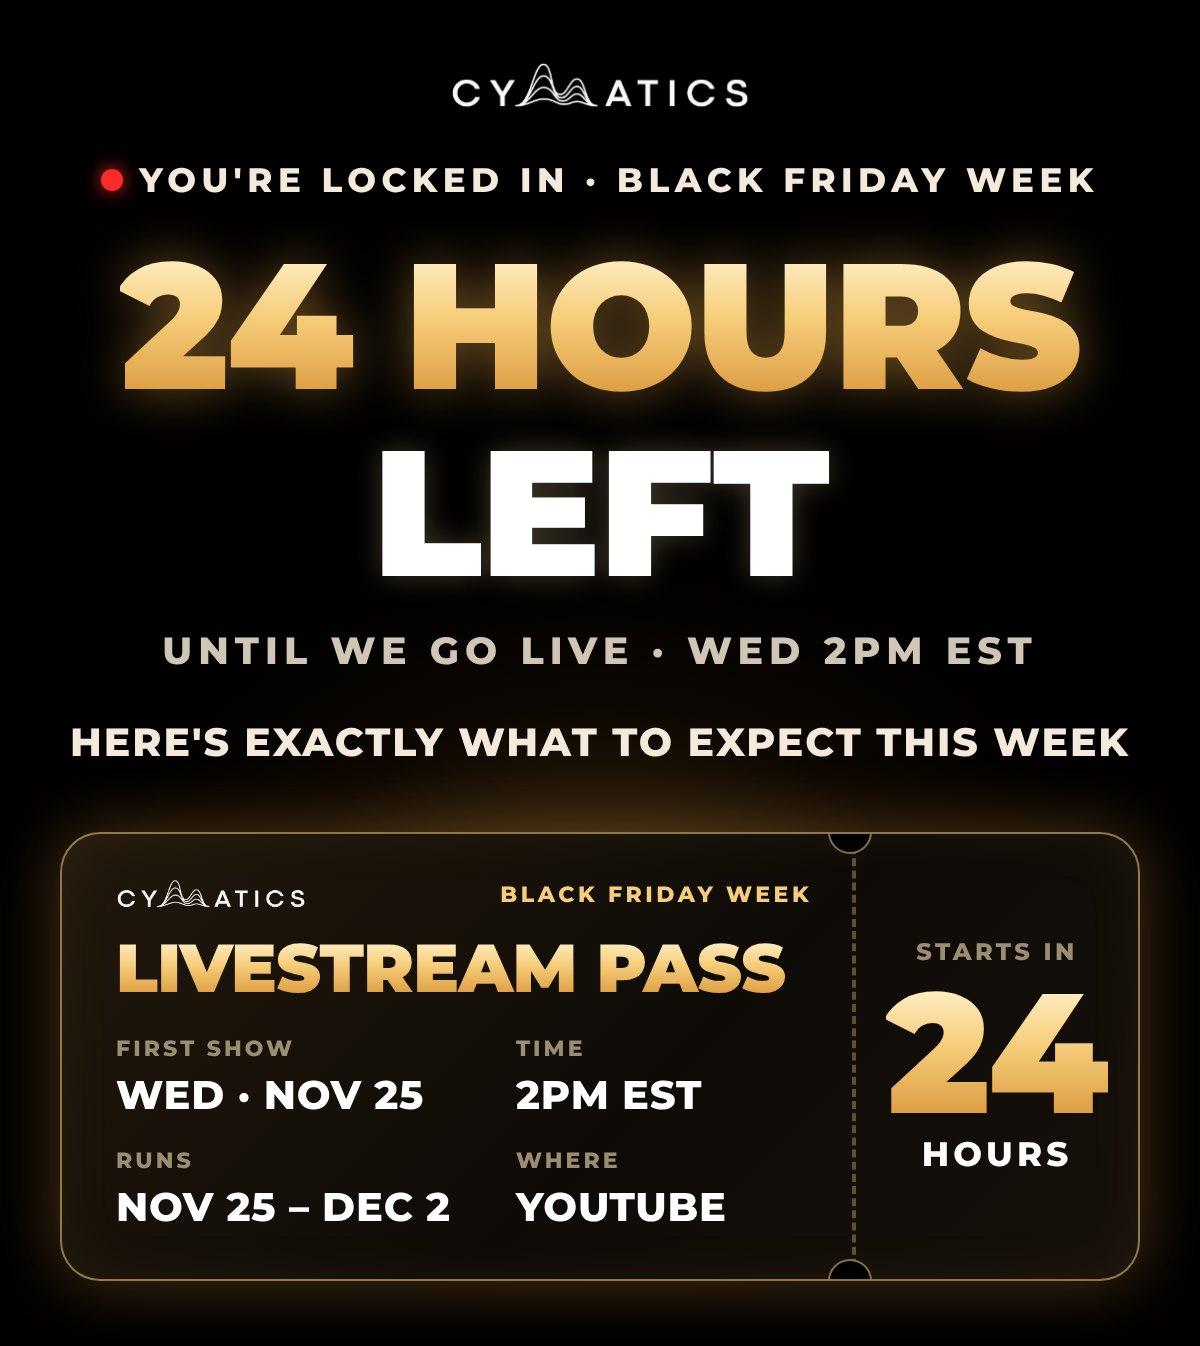 CYMATICS
YOU'RE LOCKED IN · BLACK FRIDAY WEEK
24 HOURS
LEFT
UNTIL WE GO LIVE · WED 2PM EST
HERE'S EXACTLY WHAT TO EXPECT THIS WEEK
CYMATICS
BLACK FRIDAY WEEK
LIVESTREAM PASS
FIRST SHOW
WED · NOV 25
TIME
2PM EST
RUNS
NOV 25 – DEC 2
WHERE
YOUTUBE
STARTS IN
24
HOURS